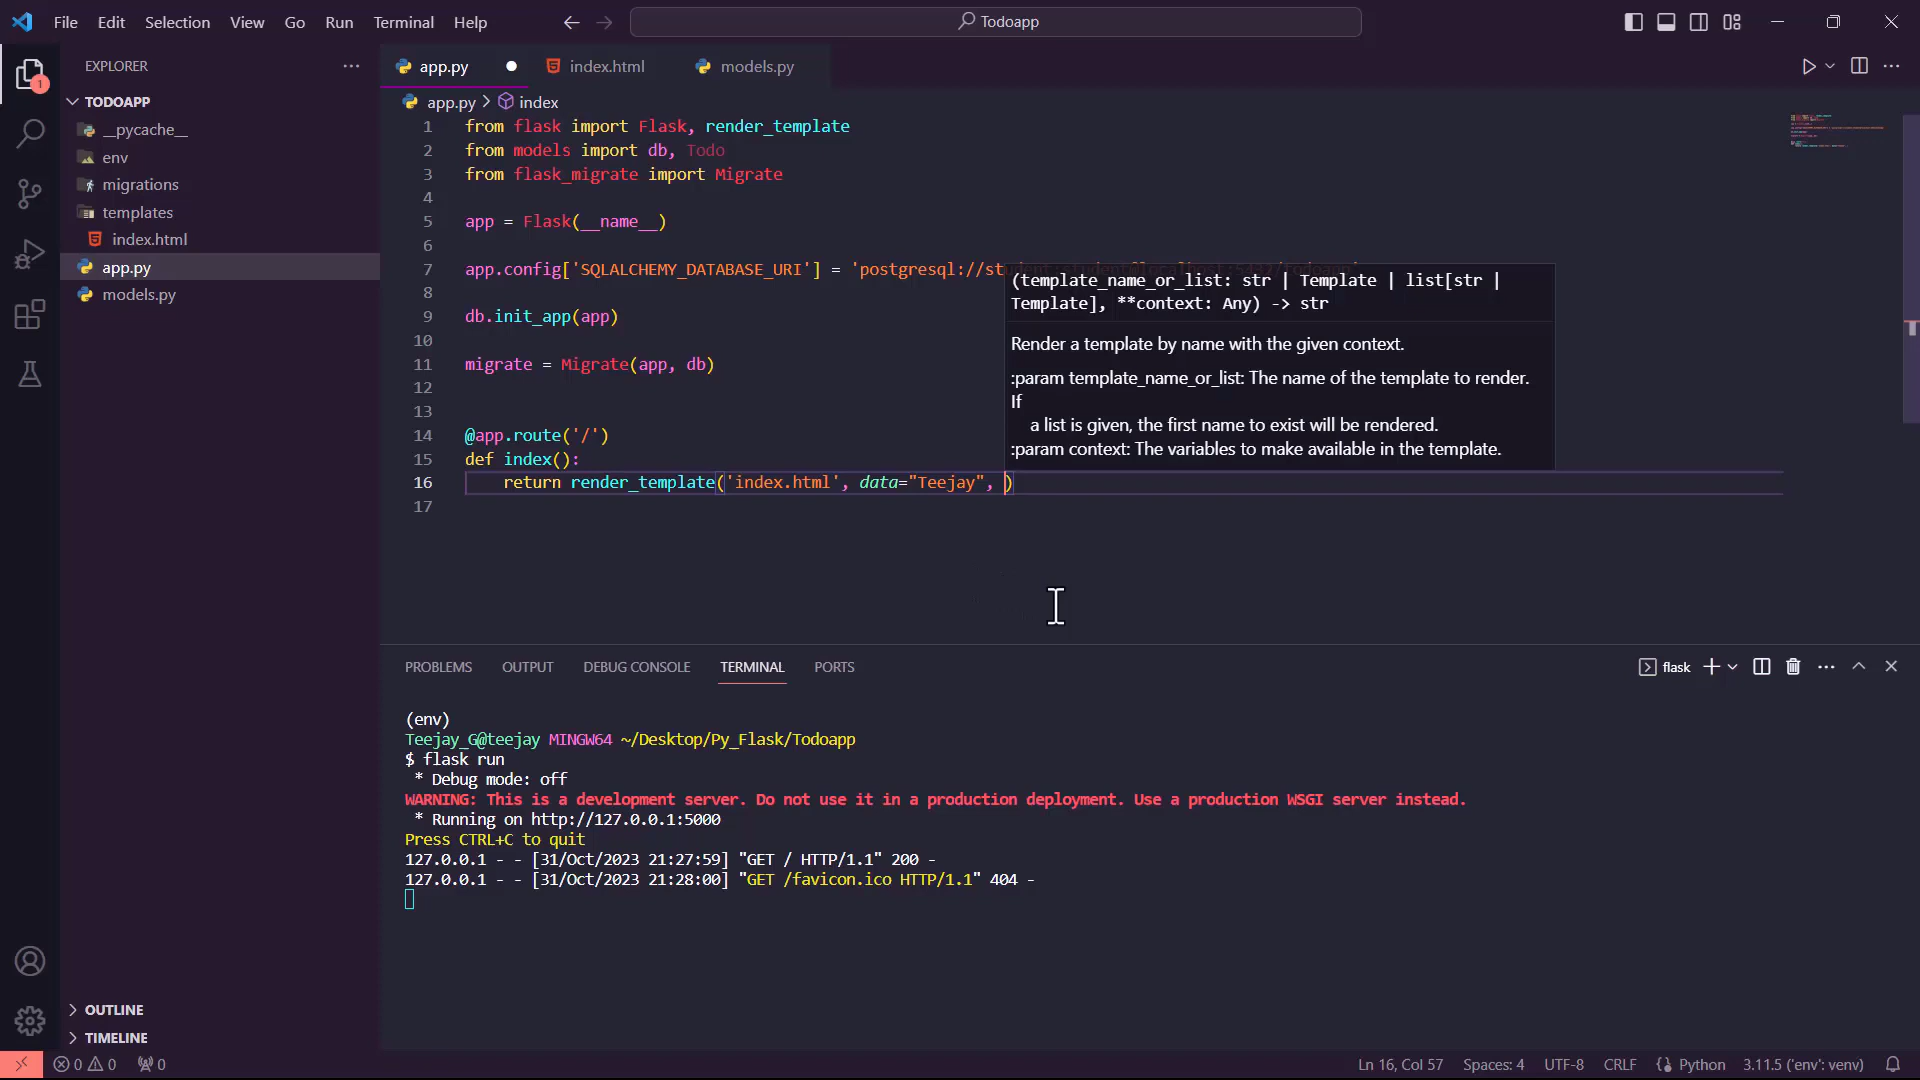 File Edit Selection View Go Run Terminal Help
Todoapp
EXPLORER
1
TODOAPP
__pycache__
env
migrations
templates
index.html
app.py
models.py
OUTLINE
TIMELINE
app.py index.html models.py
app.py > index
1 from flask import Flask, render_template
2 from models import db, Todo
3 from flask_migrate import Migrate
4
5 app = Flask(__name__)
6
7 app.config['SQLALCHEMY_DATABASE_URI'] = 'postgresql://
8
9 db.init_app(app)
10
11 migrate = Migrate(app, db)
12
13
14 @app.route('/')
15 def index():
16 return render_template('index.html', data="Teejay", )
17
(template_name_or_list: str | Template | list[str |
Template], **context: Any) -> str
Render a template by name with the given context.
:param template_name_or_list: The name of the template to render.
If
a list is given, the first name to exist will be rendered.
:param context: The variables to make available in the template.
PROBLEMS OUTPUT DEBUG CONSOLE TERMINAL PORTS
flask
(env)
Teejay_G@teejay MINGW64 ~/Desktop/Py_Flask/Todoapp
$ flask run
* Debug mode: off
WARNING: This is a development server. Do not use it in a production deployment. Use a production WSGI server instead.
* Running on http://127.0.0.1:5000
Press CTRL+C to quit
127.0.0.1 - - [31/Oct/2023 21:27:59] "GET / HTTP/1.1" 200 -
127.0.0.1 - - [31/Oct/2023 21:28:00] "GET /favicon.ico HTTP/1.1" 404 -
0 0 0
Ln 16, Col 57 Spaces: 4 UTF-8 CRLF Python 3.11.5 ('env': venv)